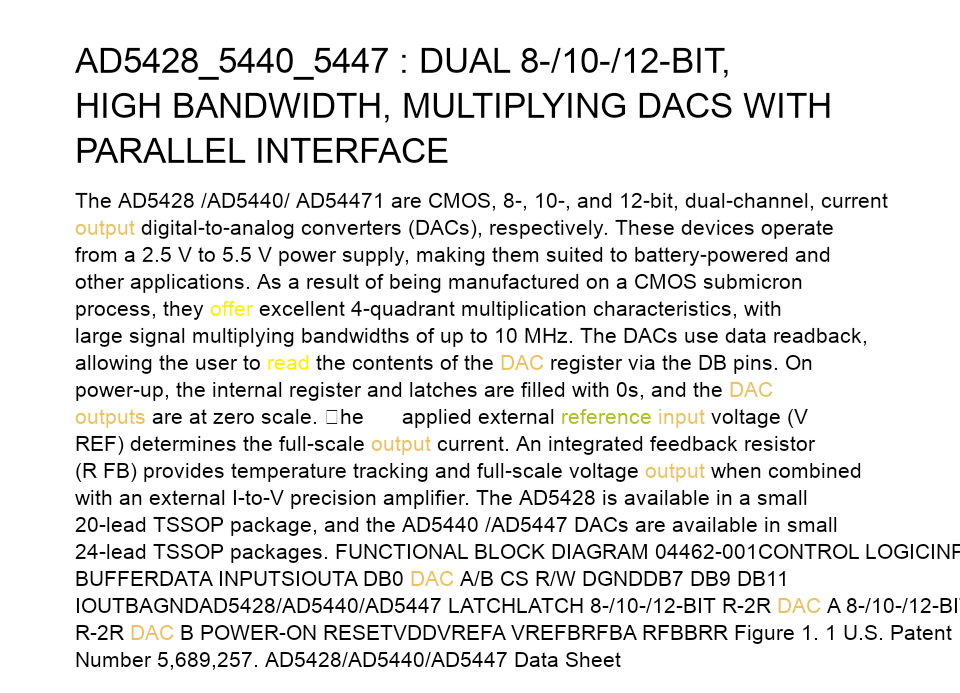 AD5428_5440_5447 : DUAL 8-/10-/12-BIT,
HIGH BANDWIDTH, MULTIPLYING DACS WITH
PARALLEL INTERFACE
The AD5428 /AD5440/ AD54471 are CMOS, 8-, 10-, and 12-bit, dual-channel, current
output digital-to-analog converters (DACs), respectively. These devices operate
from a 2.5 V to 5.5 V power supply, making them suited to battery-powered and
other applications. As a result of being manufactured on a CMOS submicron
process, they offer excellent 4-quadrant multiplication characteristics, with
large signal multiplying bandwidths of up to 10 MHz. The DACs use data readback,
allowing the user to read the contents of the DAC register via the DB pins. On
power-up, the internal register and latches are filled with 0s, and the DAC
outputs are at zero scale. he applied external reference input voltage (V
REF) determines the full-scale output current. An integrated feedback resistor
(R FB) provides temperature tracking and full-scale voltage output when combined
with an external I-to-V precision amplifier. The AD5428 is available in a small
20-lead TSSOP package, and the AD5440 /AD5447 DACs are available in small
24-lead TSSOP packages. FUNCTIONAL BLOCK DIAGRAM 04462-001CONTROL LOGICINP
BUFFERDATA INPUTSIOUTA DB0 DAC A/B CS R/W DGNDDB7 DB9 DB11
IOUTBAGNDAD5428/AD5440/AD5447 LATCHLATCH 8-/10-/12-BIT R-2R DAC A 8-/10-/12-BIT
R-2R DAC B POWER-ON RESETVDDVREFA VREFBRFBA RFBBRR Figure 1. 1 U.S. Patent
Number 5,689,257. AD5428/AD5440/AD5447 Data Sheet